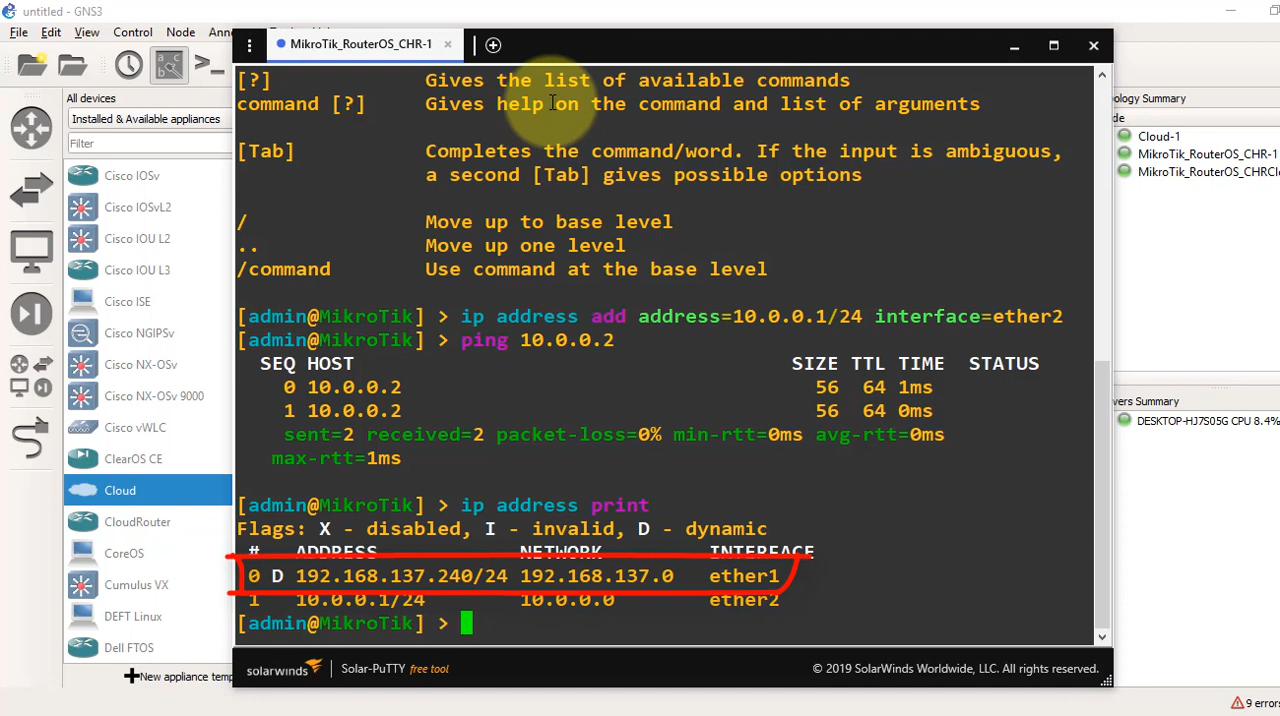 untitled - GNS3
File Edit View Control Node
MikroTik_RouterOS_CHR-1
All devices
Installed & Available appliances
Filter
Cisco IOSv
Cisco IOSvL2
Cisco IOU L2
Cisco IOU L3
Cisco ISE
Cisco NGIPSv
Cisco NX-OSv
Cisco NX-OSv 9000
Cisco vWLC
ClearOS CE
Cloud
CloudRouter
CoreOS
Cumulus VX
DEFT Linux
Dell FTOS
New appliance temp
[?] Gives the list of available commands
command [?] Gives help on the command and list of arguments
[Tab] Completes the command/word. If the input is ambiguous,
a second [Tab] gives possible options
/ Move up to base level
.. Move up one level
/command Use command at the base level
[admin@MikroTik] > ip address add address=10.0.0.1/24 interface=ether2
[admin@MikroTik] > ping 10.0.0.2
SEQ HOST SIZE TTL TIME STATUS
0 10.0.0.2 56 64 1ms
1 10.0.0.2 56 64 0ms
sent=2 received=2 packet-loss=0% min-rtt=0ms avg-rtt=0ms
max-rtt=1ms
[admin@MikroTik] > ip address print
Flags: X - disabled, I - invalid, D - dynamic
# ADDRESS NETWORK INTERFACE
0 D 192.168.137.240/24 192.168.137.0 ether1
1 10.0.0.1/24 10.0.0.0 ether2
[admin@MikroTik] >
solarwinds Solar-PuTTY free tool © 2019 SolarWinds Worldwide, LLC. All rights reserved.
ology Summary
de
Cloud-1
MikroTik_RouterOS_CHR-1
MikroTik_RouterOS_CHRCl
ers Summary
DESKTOP-HJ7S05G CPU 8.4%
9 errors